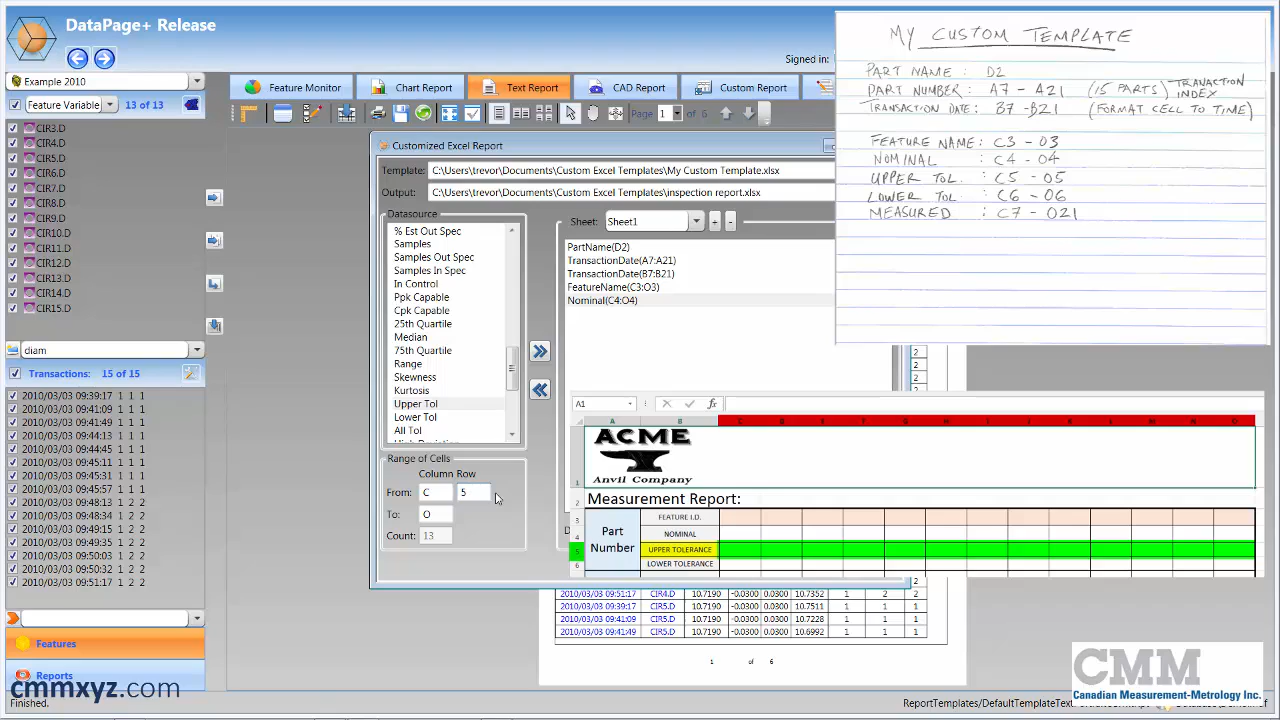 DataPage+ Release
Signed in:
Example 2010
Feature Variable
13 of 13
CIR3.D
CIR4.D
CIR5.D
CIR6.D
CIR7.D
CIR8.D
CIR9.D
CIR10.D
CIR11.D
CIR12.D
CIR13.D
CIR14.D
CIR15.D
diam
Transactions: 15 of 15
2010/03/03 09:39:17 1 1 1
2010/03/03 09:41:09 1 1 1
2010/03/03 09:41:49 1 1 1
2010/03/03 09:44:13 1 1 1
2010/03/03 09:44:45 1 1 1
2010/03/03 09:45:11 1 1 1
2010/03/03 09:45:31 1 1 1
2010/03/03 09:45:57 1 1 1
2010/03/03 09:48:13 1 1 1
2010/03/03 09:48:34 1 2 2
2010/03/03 09:49:10 1 2 2
2010/03/03 09:50:03 1 2 2
2010/03/03 09:50:32 1 2 2
2010/03/03 09:51:17 1 2 2
Features
Reports
cmmxyz.com
Finished.
Feature Monitor
Chart Report
Text Report
CAD Report
Custom Report
Page 1 of 6
Customized Excel Report
Template: C:\Users\trevor\Documents\Custom Excel Templates\My Custom Template.xlsx
Output: C:\Users\trevor\Documents\Custom Excel Templates\inspection report.xlsx
Datasource
% Est Out Spec
Samples
Samples Out Spec
Samples in Spec
In Control
Ppk Capable
Cpk Capable
25th Quartile
Median
75th Quartile
Range
Skewness
Kurtosis
Upper Tol
Lower Tol
All Tol
Range of Cells
Column Row
From: C 5
To: O
Count: 13
Sheet: Sheet1 + -
PartName(D2)
TransactionDate(A7:A21)
TransactionDate(B7:B21)
FeatureName(C3:O3)
Nominal(C4:O4)
MY CUSTOM TEMPLATE
PART NAME : D2
PART NUMBER : A7 - A21 (15 PARTS) TRANACTION INDEX
TRANSACTION DATE: B7 - B21 (FORMAT CELL TO TIME)
FEATURE NAME: C3 - O3
NOMINAL : C4 - O4
UPPER TOL. : C5 - O5
LOWER TOL : C6 - O6
MEASURED : C7 - O21
2
2
2
2
A1
fx
A B C D E F G H I J K L M N O
1
ACME
Anvil Company
2 Measurement Report:
3 FEATURE I.D.
Part Number
4 NOMINAL
5 UPPER TOLERANCE
6 LOWER TOLERANCE
2
2010/03/03 09:51:17 CIR4.D 10.7190 -0.0300 0.0300 10.7352 1 2 2
2010/03/03 09:39:17 CIR5.D 10.7190 -0.0300 0.0300 10.7511 1 1 1
2010/03/03 09:41:09 CIR5.D 10.7190 -0.0300 0.0300 10.7228 1 1 1
2010/03/03 09:41:49 CIR5.D 10.7190 -0.0300 0.0300 10.6992 1 1 1
1 of 6
CMM
Canadian Measurement-Metrology Inc.